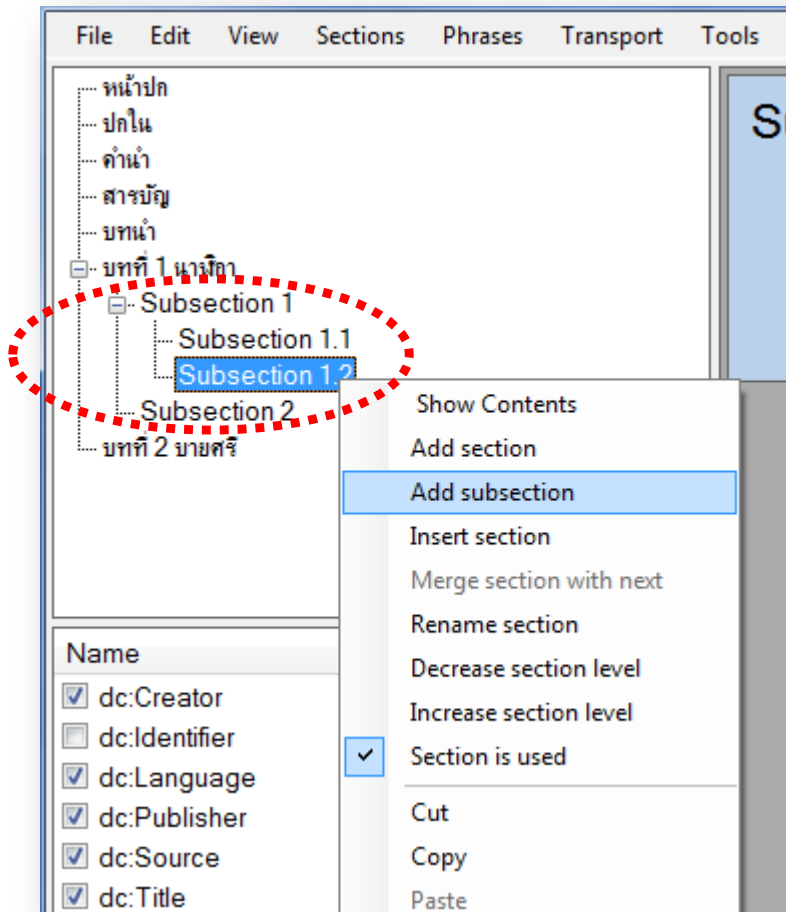 File Edit View Sections Phrases Transport Tools
หน้าปก
ปกใน
คำนำ
สารบัญ
บทนำ
บทที่ 1 นาฬิกา
Subsection 1
Subsection 1.1
Subsection 1.2
Subsection 2
บทที่ 2 บายศรี
Su
Show Contents
Add section
Add subsection
Insert section
Merge section with next
Rename section
Decrease section level
Increase section level
Section is used
Cut
Copy
Paste
Name
dc:Creator
dc:Identifier
dc:Language
dc:Publisher
dc:Source
dc:Title